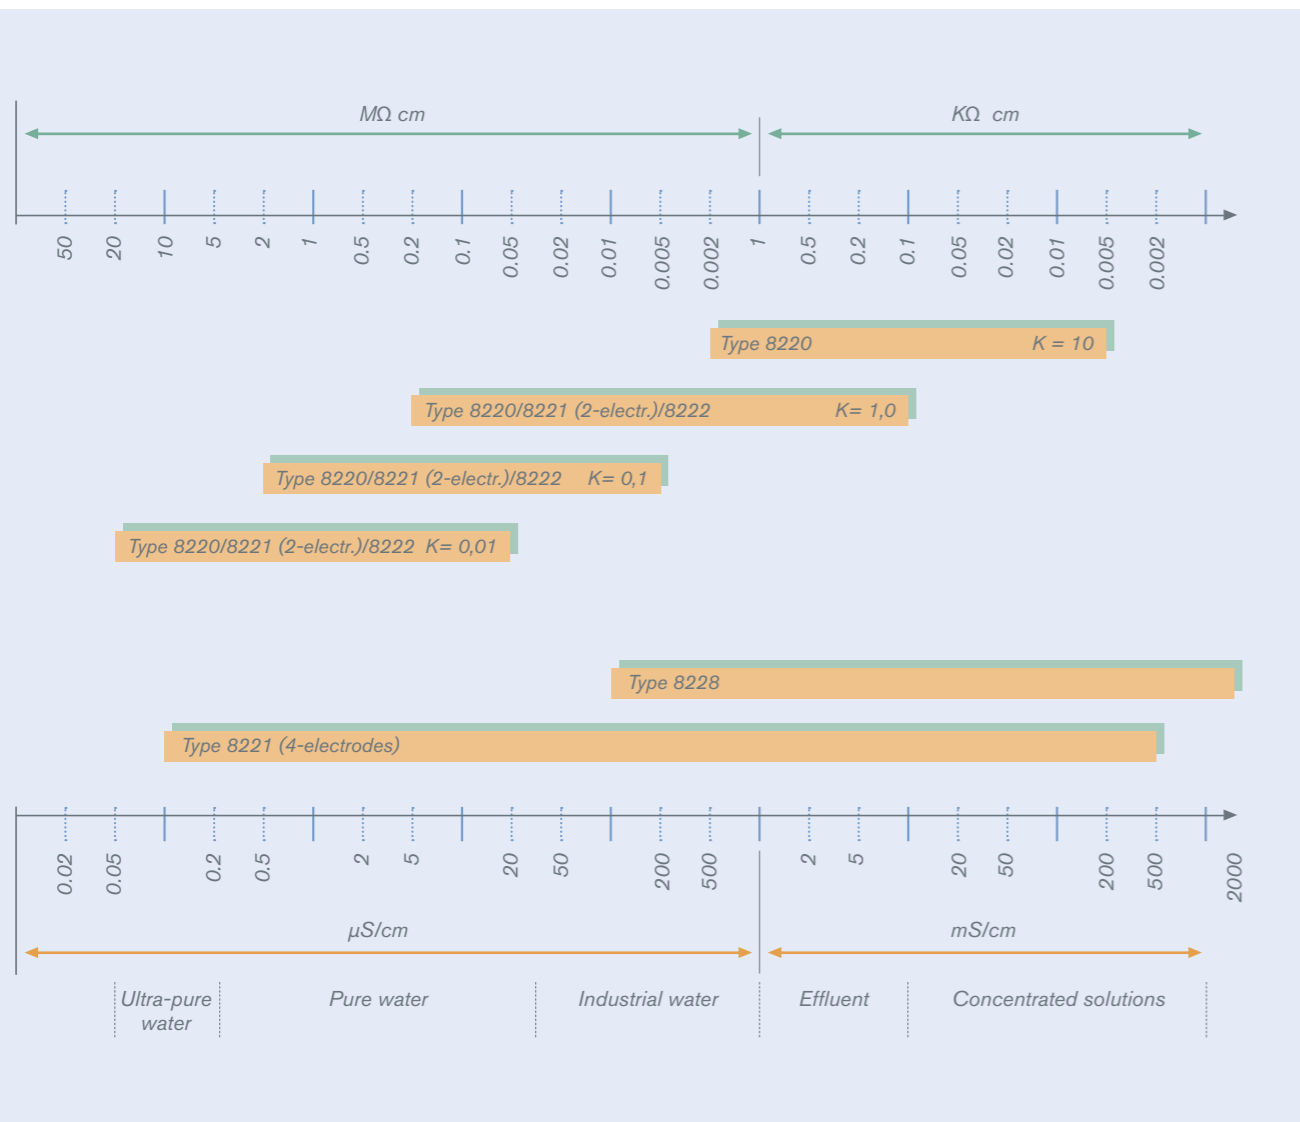 MΩ cm KΩ cm
50 20 10 5 2 1 0.5 0.2 0.1 0.05 0.02 0.01 0.005 0.002 1 0.5 0.2 0.1 0.05 0.02 0.01 0.005 0.002
Type 8220 K = 10
Type 8220/8221 (2-electr.)/8222 K= 1,0
Type 8220/8221 (2-electr.)/8222 K= 0,1
Type 8220/8221 (2-electr.)/8222 K= 0,01
Type 8228
Type 8221 (4-electrodes)
0.02 0.05 0.2 0.5 2 5 20 50 200 500 2 5 20 50 200 500 2000
µS/cm mS/cm
Ultra-pure Pure water Industrial water Effluent Concentrated solutions
water